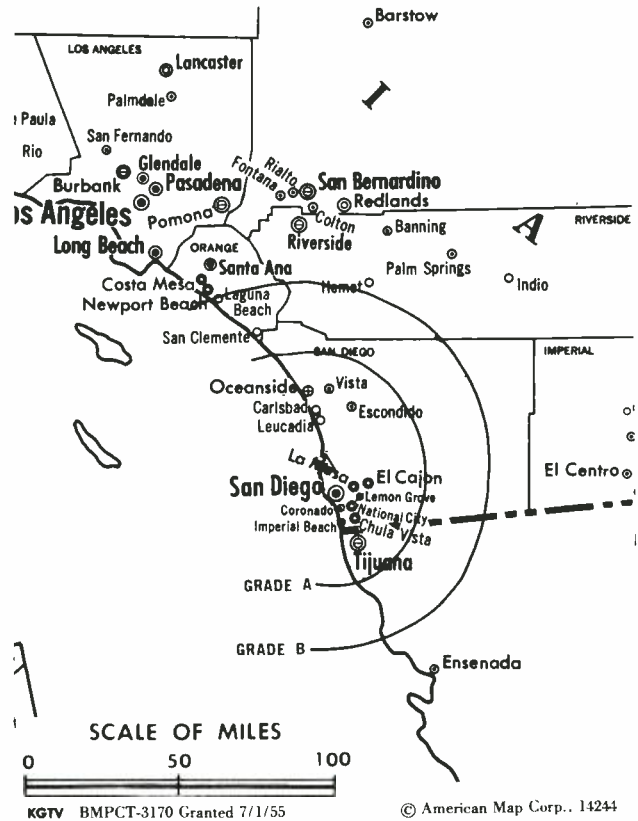 Barstow
LOS ANGELES
Lancaster
Palmdale
Paula
San Fernando
Rio
Glendale
Burbank
Pasadena
Fontana
Rialto
San Bernardino
os Angeles
Pomona
Redlands
Colton
I
A
RIVERSIDE
Riverside
Banning
Long Beach
ORANGE
Santa Ana
Palm Springs
Costa Mesa
Hemet
Indio
Newport Beach
Laguna
Beach
San Clemente
SAN DIEGO
IMPERIAL
Oceanside
Vista
Carlsbad
Escondido
Leucadia
La Mesa
El Cajon
El Centro
San Diego
Lemon Grove
Coronado
National City
Imperial Beach
Chula Vista
Tijuana
GRADE A
GRADE B
Ensenada
SCALE OF MILES
0 50 100
KGTV BMPCT-3170 Granted 7/1/55
© American Map Corp., 14244